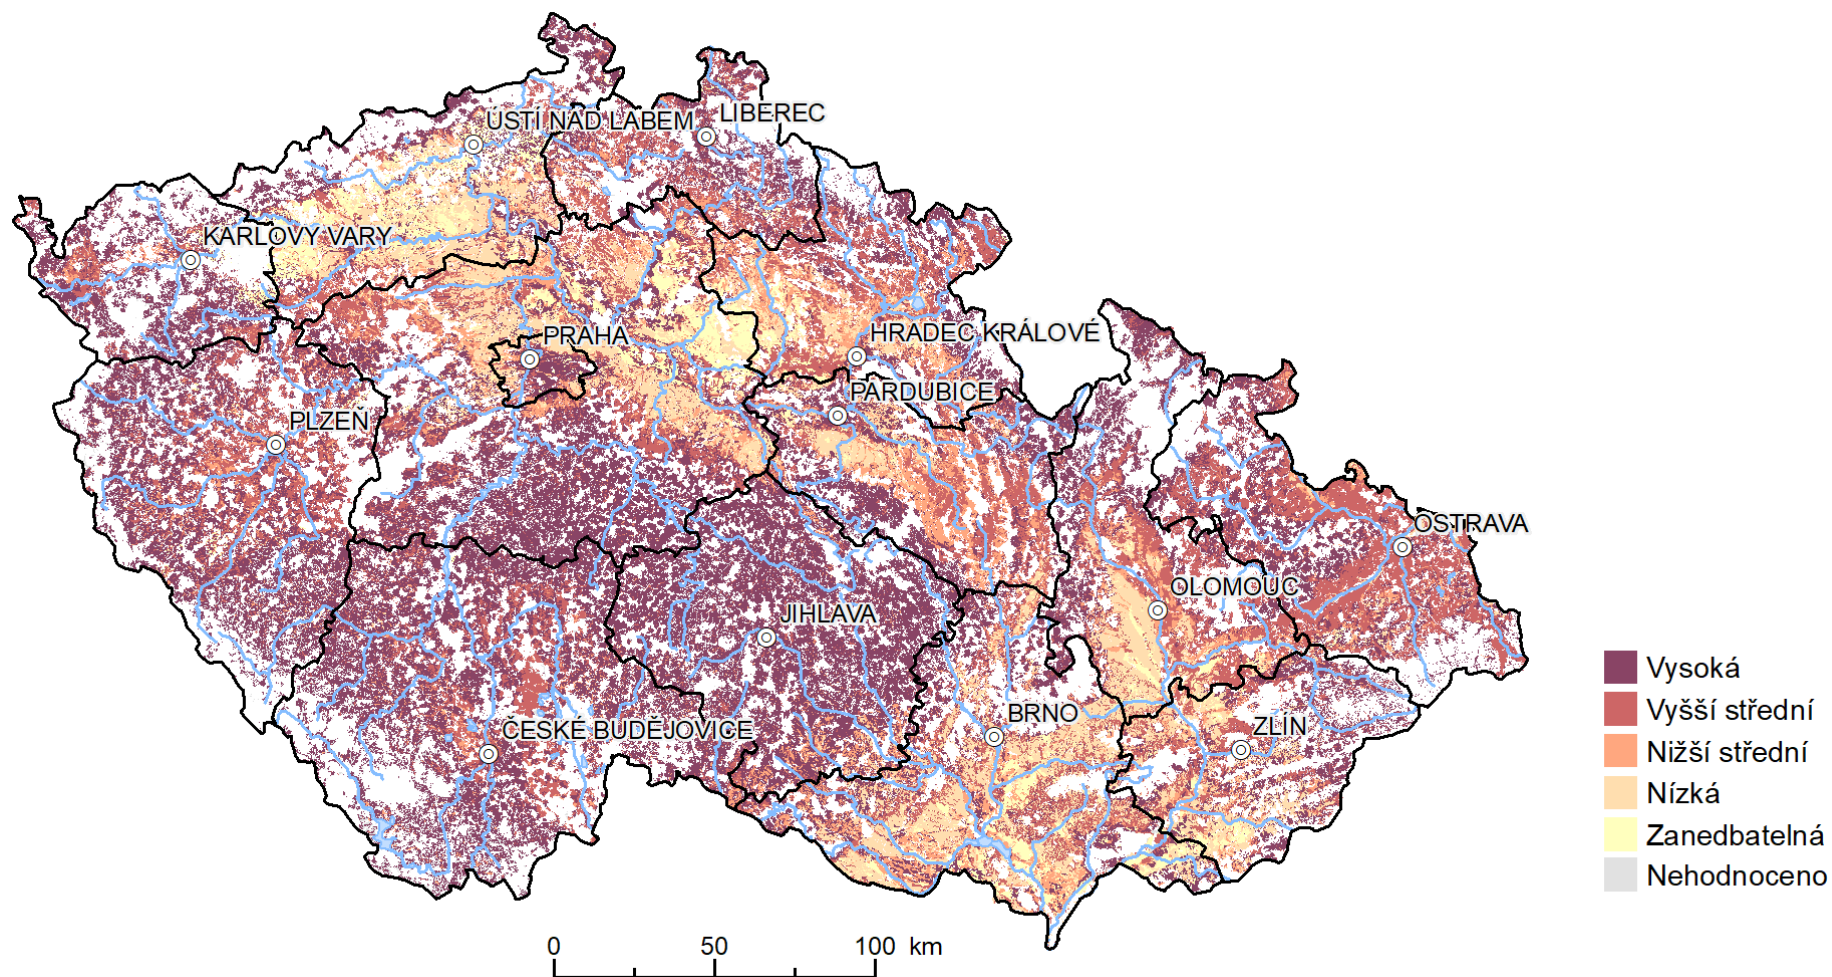 ÚSTÍ NAD LABEM
LIBEREC
KARLOVY VARY
PRAHA
HRADEC KRÁLOVÉ
PARDUBICE
PLZEŇ
OSTRAVA
OLOMOUC
JIHLAVA
BRNO
ZLÍN
ČESKÉ BUDĚJOVICE
Vysoká
Vyšší střední
Nižší střední
Nízká
Zanedbatelná
Nehodnoceno
0 50 100 km